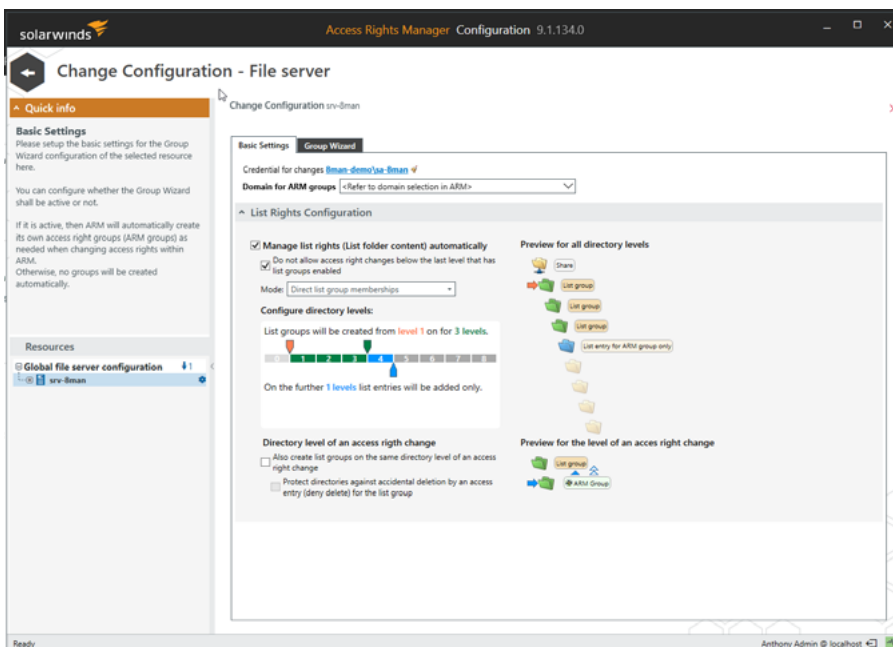 solarwinds
Access Rights Manager Configuration 9.1.134.0
Change Configuration - File server
Quick info
Basic Settings
Please setup the basic settings for the Group
Wizard configuration of the selected resource
here.
You can configure whether the Group Wizard
shall be active or not.
If it is active, then ARM will automatically create
its own access right groups (ARM groups) as
needed when changing access rights within
ARM.
Otherwise, no groups will be created
automatically.
Resources
Global file server configuration 1
srv-8man
Change Configuration srv-8man
Basic Settings Group Wizard
Credential for changes 8man-demo\sa-8man
Domain for ARM groups <Refer to domain selection in ARM>
List Rights Configuration
Manage list rights (List folder content) automatically
Do not allow access right changes below the last level that has
list groups enabled
Mode: Direct list group memberships
Configure directory levels:
List groups will be created from level 1 on for 3 levels.
0 1 2 3 4 5 6 7 8
On the further 1 levels list entries will be added only.
Directory level of an access rigth change
Also create list groups on the same directory level of an access
right change
Protect directories against accidental deletion by an access
entry (deny delete) for the list group
Preview for all directory levels
Share
List group
List group
List group
List entry for ARM group only
Preview for the level of an acces right change
List group
ARM Group
Ready
Anthony Admin @ localhost